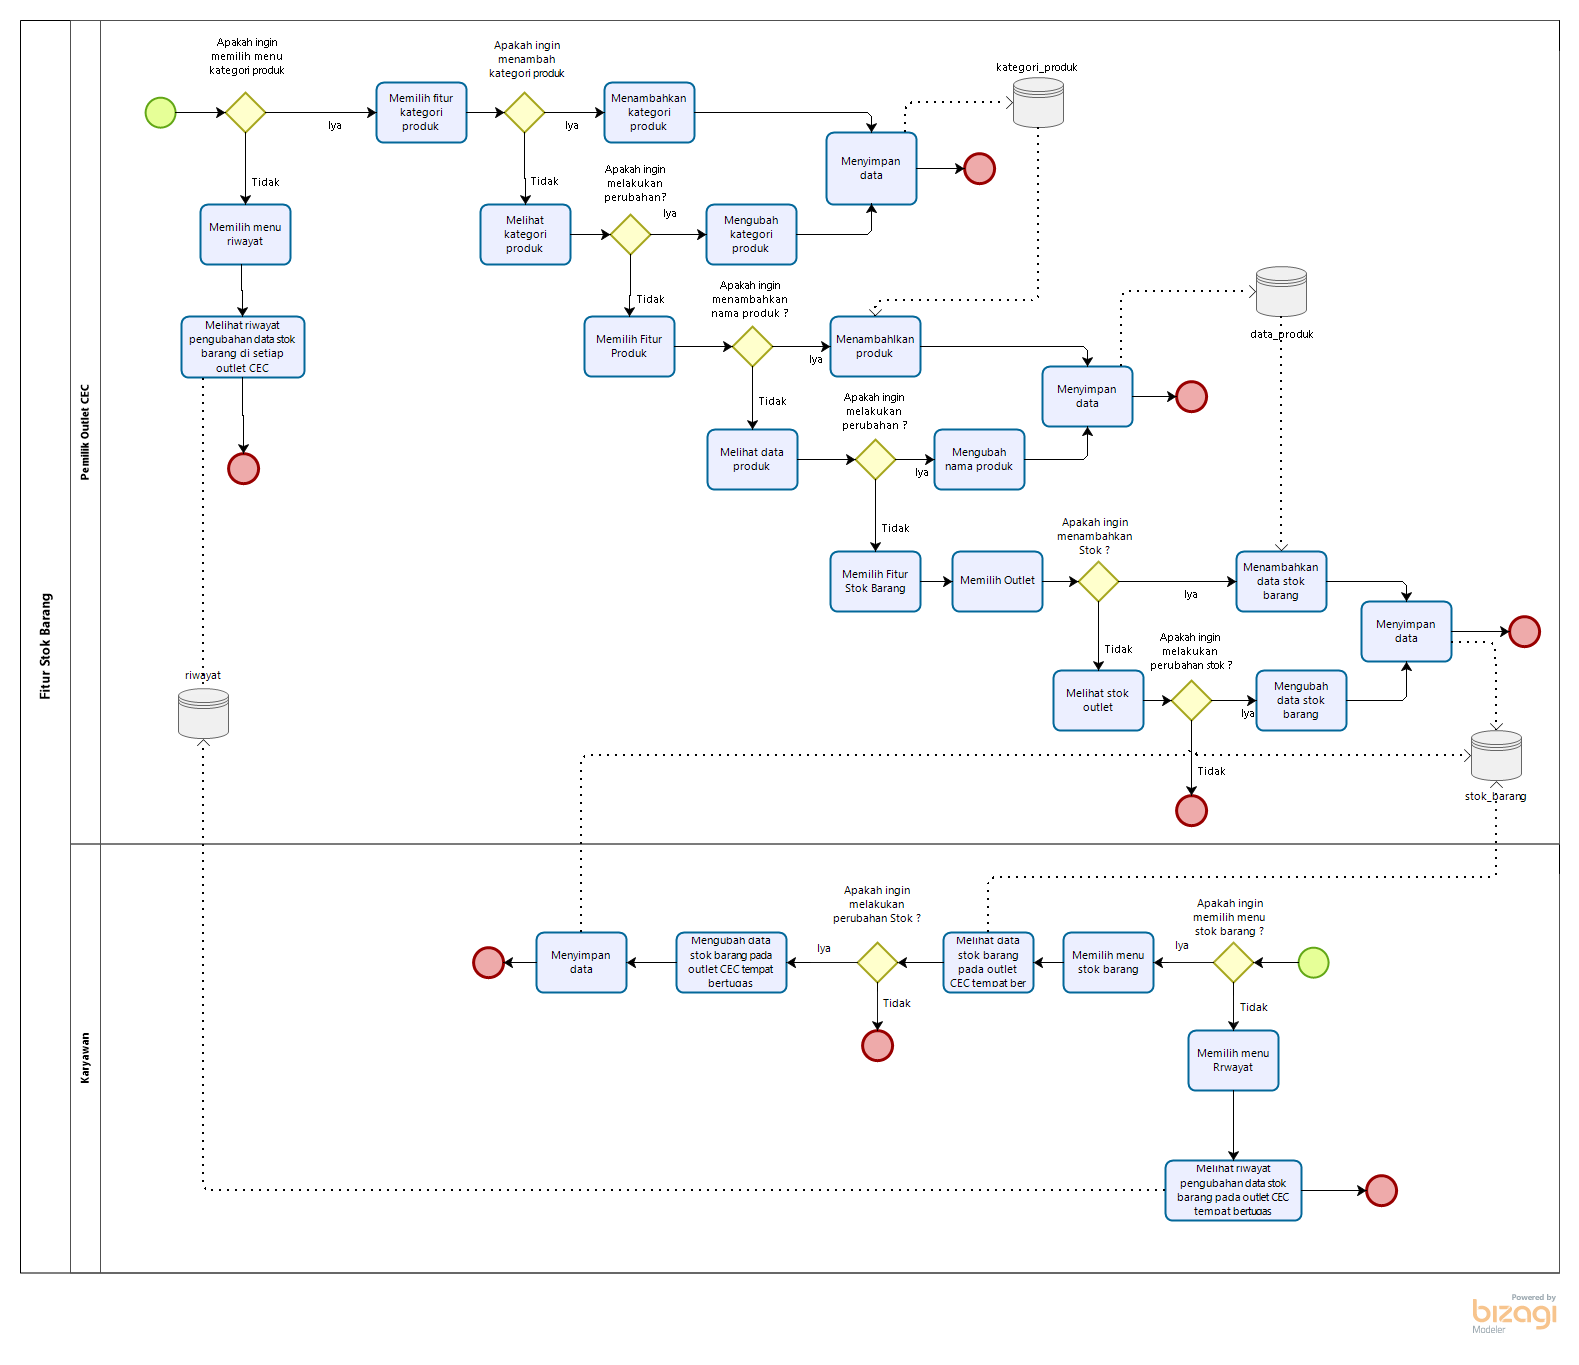 Fitur Stok Barang
Pemilik Outlet CEC
Apakah ingin
memilih menu
kategori produk
Iya
Tidak
Memilih fitur
kategori
produk
Apakah ingin
menambah
kategori produk
Iya
Tidak
Menambahkan
kategori
produk
Menyimpan
data
kategori_produk
Memilih menu
riwayat
Melihat riwayat
pengubahan data stok
barang di setiap
outlet CEC
Melihat
kategori
produk
Apakah ingin
melakukan
perubahan?
Iya
Tidak
Mengubah
kategori
produk
Memilih Fitur
Produk
Apakah ingin
menambahkan
nama produk ?
Iya
Tidak
Menambahlkan
produk
Menyimpan
data
data_produk
Melihat data
produk
Apakah ingin
melakukan
perubahan ?
Iya
Tidak
Mengubah
nama produk
Memilih Fitur
Stok Barang
Memilih Outlet
Apakah ingin
menambahkan
Stok ?
Iya
Tidak
Menambahkan
data stok
barang
Menyimpan
data
Melihat stok
outlet
Apakah ingin
melakukan
perubahan stok ?
Iya
Tidak
Mengubah
data stok
barang
stok_barang
riwayat
Karyawan
Apakah ingin
memilih menu
stok barang ?
Iya
Tidak
Memilih menu
stok barang
Melihat data
stok barang
pada outlet
CEC tempat ber
Apakah ingin
melakukan
perubahan Stok ?
Iya
Tidak
Mengubah data
stok barang pada
outlet CEC tempat
bertugas
Menyimpan
data
Memilih menu
Rrwayat
Melihat riwayat
pengubahan data stok
barang pada outlet CEC
tempat bertugas
Powered by
bizagi
Modeler